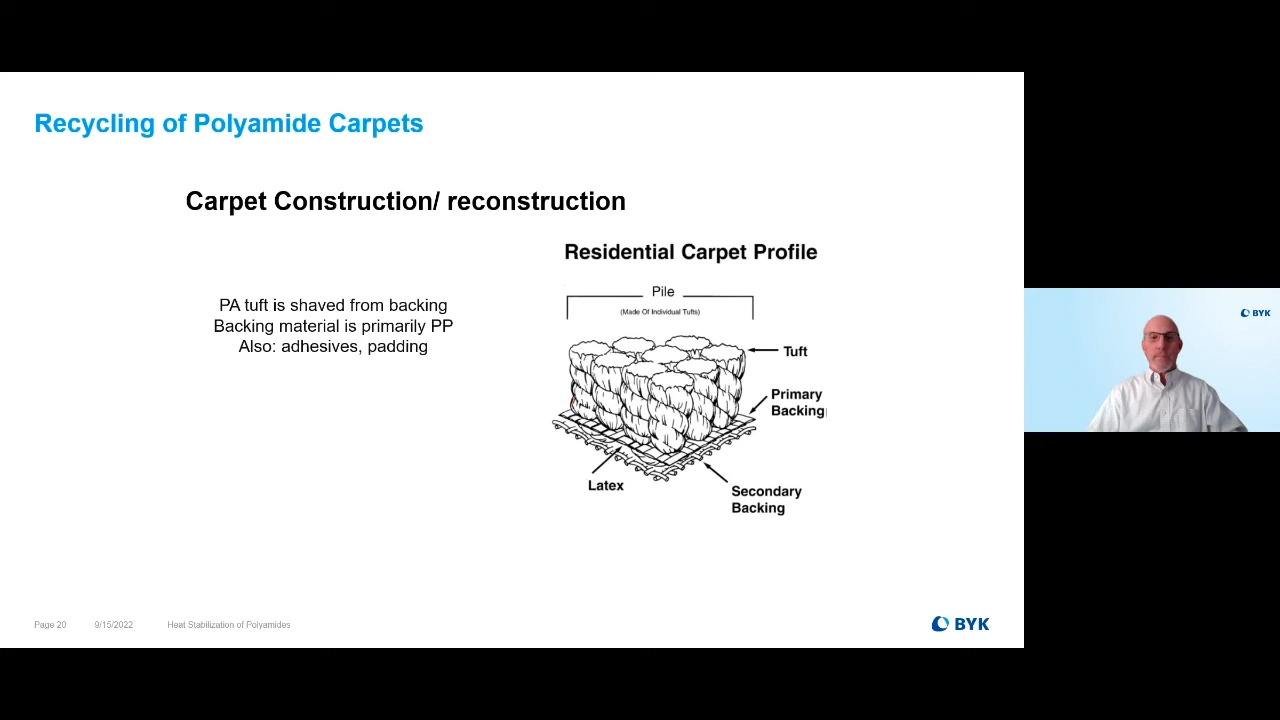 Recycling of Polyamide Carpets
Carpet Construction/ reconstruction
PA tuft is shaved from backing
Backing material is primarily PP
Also: adhesives, padding
Residential Carpet Profile
Pile
(Made Of Individual Tufts)
Tuft
Primary
Backing
Latex
Secondary
Backing
BYK
Page 20 9/15/2022 Heat Stabilization of Polyamides
BYK